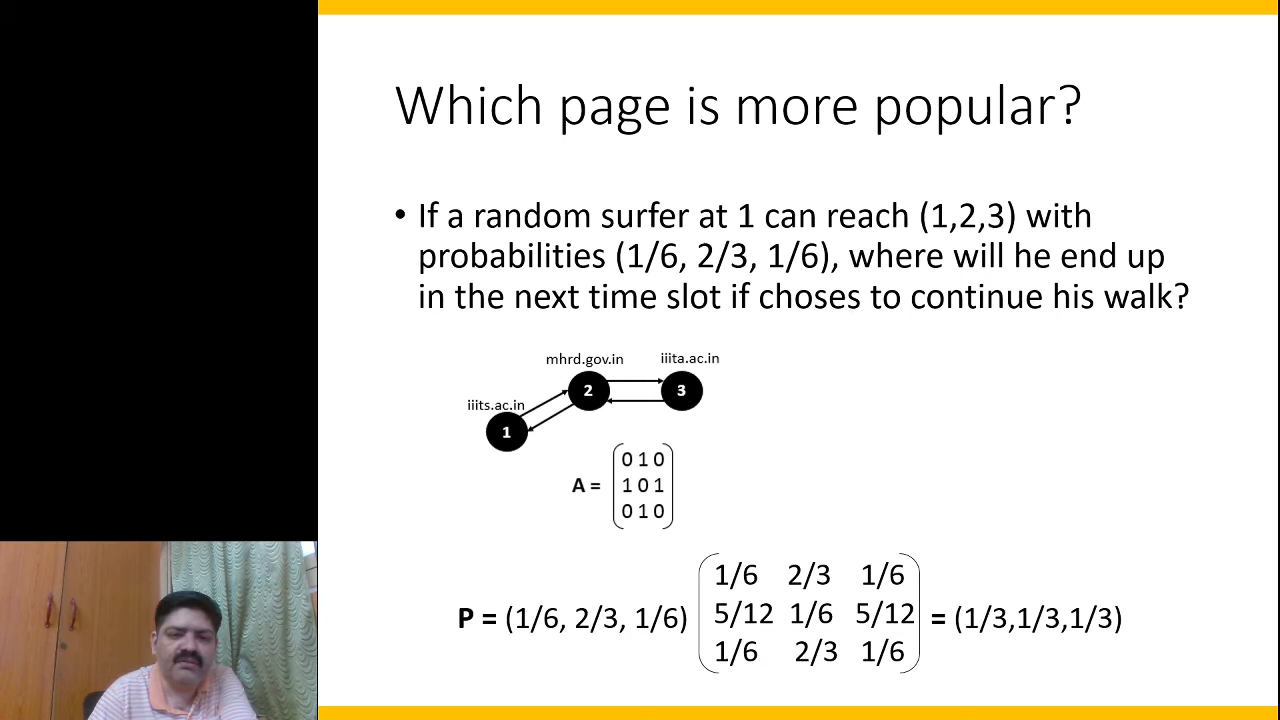 Which page is more popular?
• If a random surfer at 1 can reach (1,2,3) with
probabilities (1/6, 2/3, 1/6), where will he end up
in the next time slot if choses to continue his walk?
mhrd.gov.in iiita.ac.in
2 3
iiits.ac.in
1
0 1 0
A = 1 0 1
0 1 0
1/6 2/3 1/6
P = (1/6, 2/3, 1/6) 5/12 1/6 5/12 = (1/3,1/3,1/3)
1/6 2/3 1/6